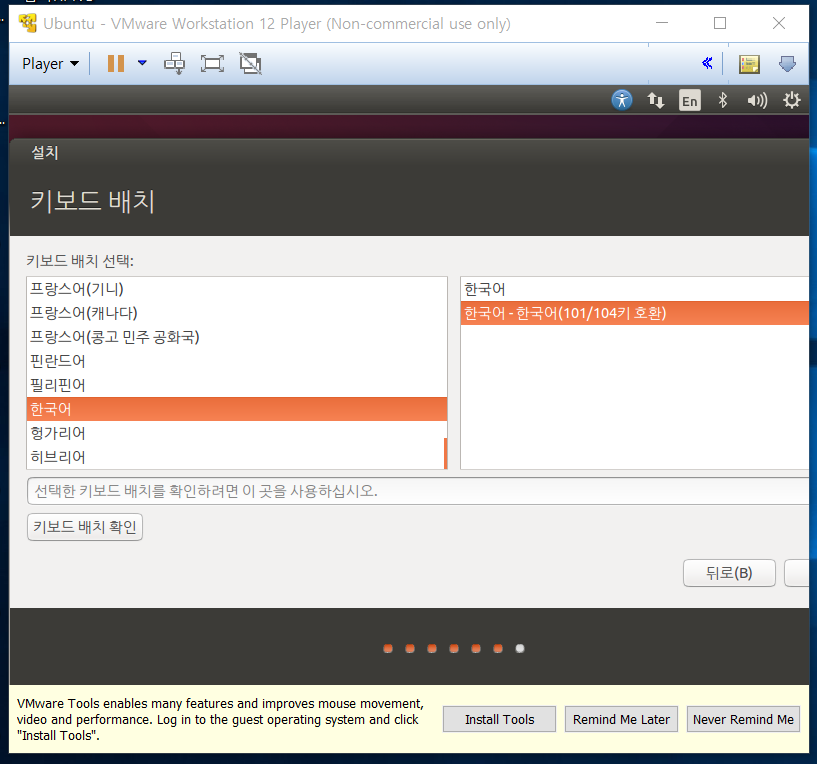 Ubuntu - VMware Workstation 12 Player (Non-commercial use only)
Player
En
설치
키보드 배치
키보드 배치 선택:
프랑스어(기니)
프랑스어(캐나다)
프랑스어(콩고 민주 공화국)
핀란드어
필리핀어
한국어
헝가리어
히브리어
한국어
한국어 - 한국어(101/104키 호환)
선택한 키보드 배치를 확인하려면 이 곳을 사용하십시오.
키보드 배치 확인
뒤로(B)
VMware Tools enables many features and improves mouse movement,
video and performance. Log in to the guest operating system and click
"Install Tools".
Install Tools
Remind Me Later
Never Remind Me